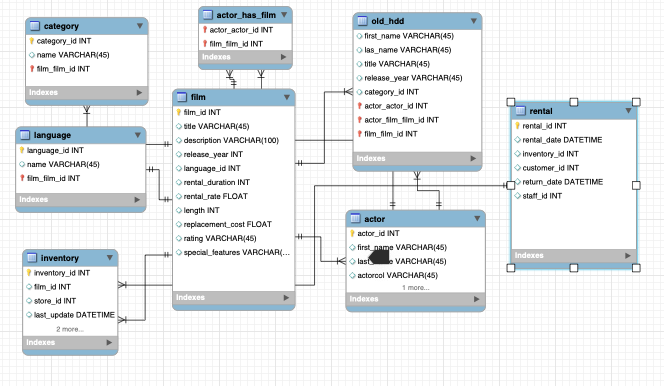 category
category_id INT
name VARCHAR(45)
film_film_id INT
Indexes
actor_has_film
actor_actor_id INT
film_film_id INT
Indexes
old_hdd
first_name VARCHAR(45)
las_name VARCHAR(45)
title VARCHAR(45)
release_year VARCHAR(45)
category_id INT
actor_actor_id INT
actor_film_film_id INT
film_film_id INT
Indexes
language
language_id INT
name VARCHAR(45)
film_film_id INT
Indexes
film
film_id INT
title VARCHAR(45)
description VARCHAR(100)
release_year INT
language_id INT
rental_duration INT
rental_rate FLOAT
length INT
replacement_cost FLOAT
rating VARCHAR(45)
special_features VARCHAR(...
Indexes
rental
rental_id INT
rental_date DATETIME
inventory_id INT
customer_id INT
return_date DATETIME
staff_id INT
Indexes
inventory
inventory_id INT
film_id INT
store_id INT
last_update DATETIME
2 more...
Indexes
actor
actor_id INT
first_name VARCHAR(45)
VARCHAR(45)
actorcol VARCHAR(45)
1 more...
Indexes